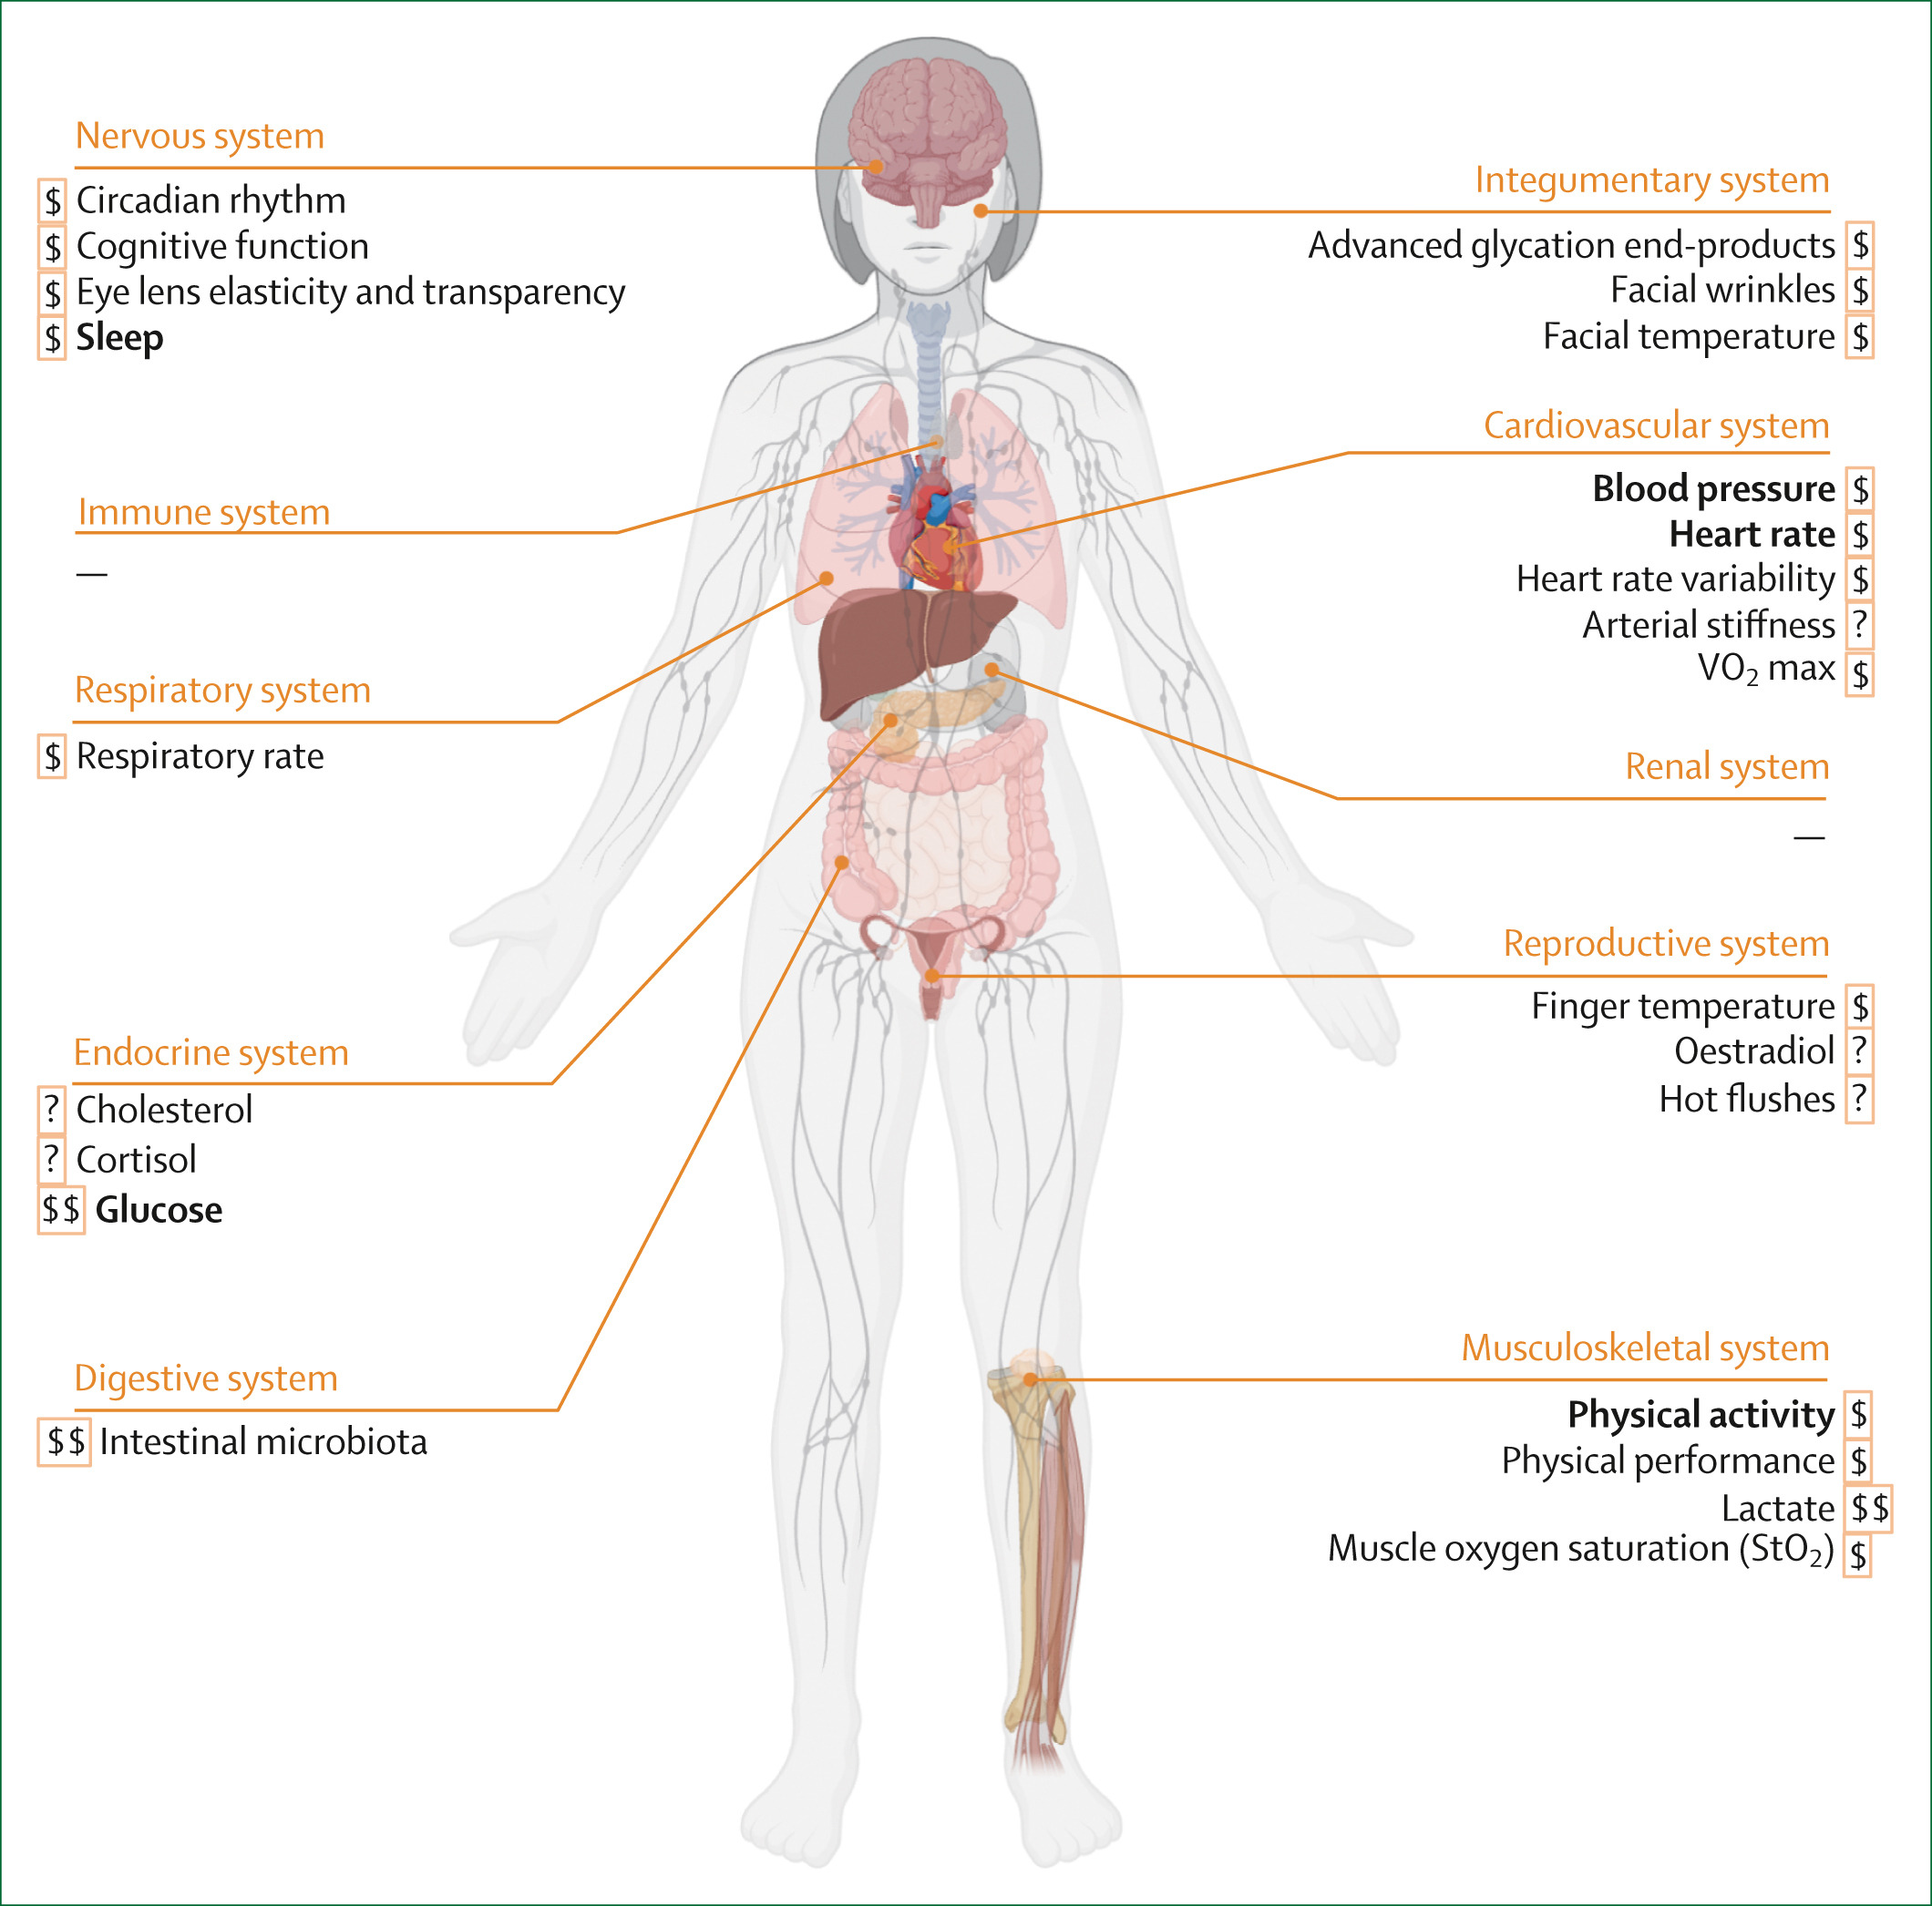 Nervous system
$ Circadian rhythm
$ Cognitive function
$ Eye lens elasticity and transparency
$ Sleep
Immune system
—
Respiratory system
$ Respiratory rate
Endocrine system
? Cholesterol
? Cortisol
$$ Glucose
Digestive system
$$ Intestinal microbiota
Integumentary system
Advanced glycation end-products $
Facial wrinkles $
Facial temperature $
Cardiovascular system
Blood pressure $
Heart rate $
Heart rate variability $
Arterial stiffness ?
VO₂ max $
Renal system
—
Reproductive system
Finger temperature $
Oestradiol ?
Hot flushes ?
Musculoskeletal system
Physical activity $
Physical performance $
Lactate $$
Muscle oxygen saturation (StO₂) $